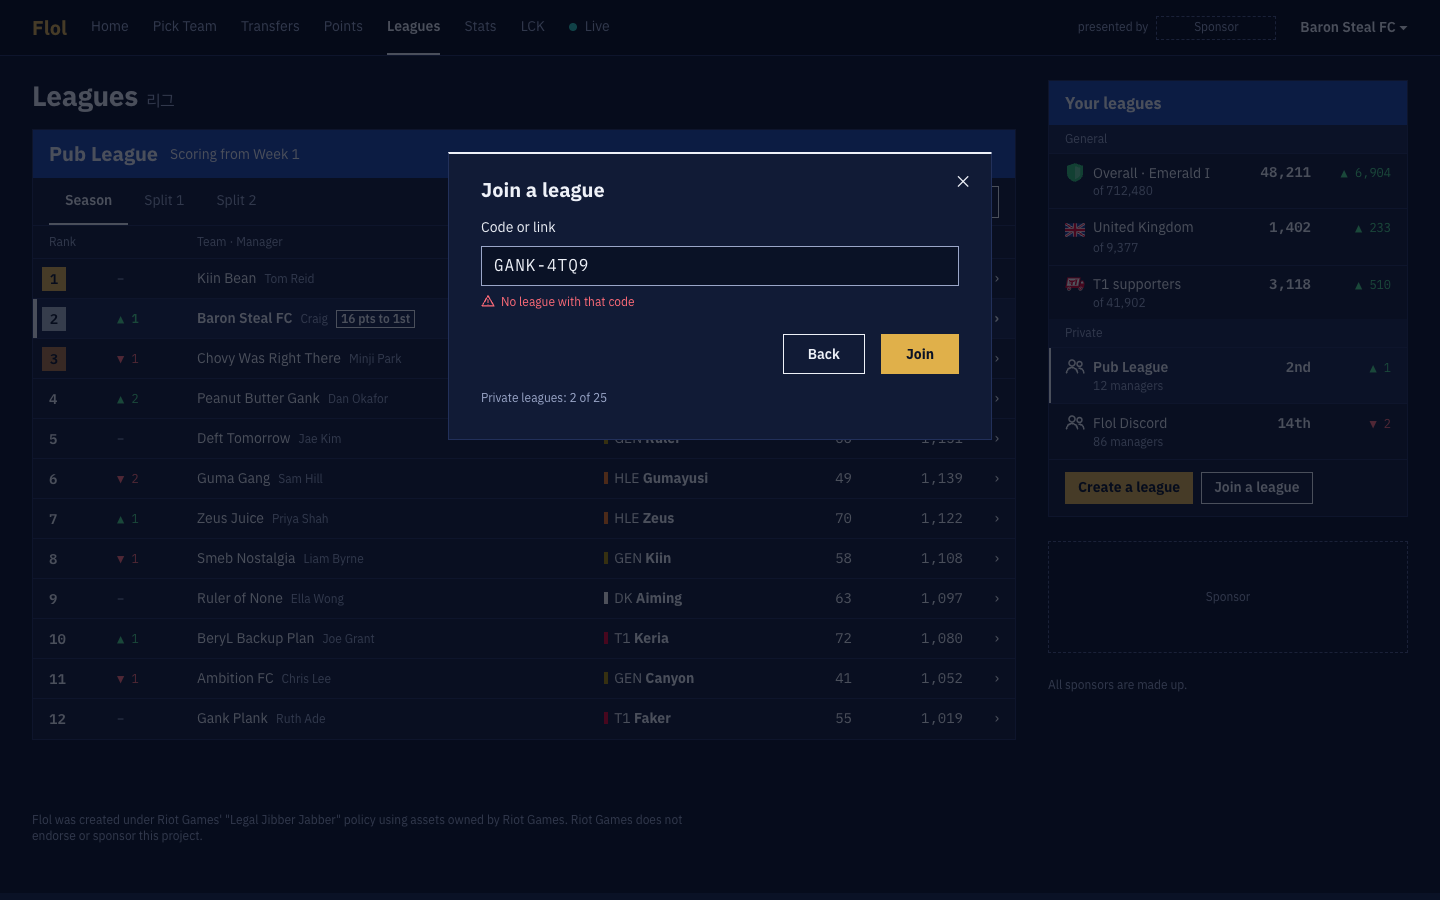 Flol Home Pick Team Transfers Points Leagues Stats LCK Live presented by Sponsor Baron Steal FC
Leagues 리그
Pub League Scoring from Week 1
Season Split 1 Split 2
Rank Team · Manager
1 – Kiin Bean Tom Reid ›
2 ▲ 1 Baron Steal FC Craig 16 pts to 1st ›
3 ▼ 1 Chovy Was Right There Minji Park ›
4 ▲ 2 Peanut Butter Gank Dan Okafor ›
5 – Deft Tomorrow Jae Kim GEN Ruler
6 ▼ 2 Guma Gang Sam Hill HLE Gumayusi 49 1,139 ›
7 ▲ 1 Zeus Juice Priya Shah HLE Zeus 70 1,122 ›
8 ▼ 1 Smeb Nostalgia Liam Byrne GEN Kiin 58 1,108 ›
9 – Ruler of None Ella Wong DK Aiming 63 1,097 ›
10 ▲ 1 BeryL Backup Plan Joe Grant T1 Keria 72 1,080 ›
11 ▼ 1 Ambition FC Chris Lee GEN Canyon 41 1,052 ›
12 – Gank Plank Ruth Ade T1 Faker 55 1,019 ›
Join a league
Code or link
GANK-4TQ9
No league with that code
Back Join
Private leagues: 2 of 25
Your leagues
General
Overall · Emerald I 48,211 ▲ 6,904
of 712,480
United Kingdom 1,402 ▲ 233
of 9,377
T1 supporters 3,118 ▲ 510
of 41,902
Private
Pub League 2nd ▲ 1
12 managers
Flol Discord 14th ▼ 2
86 managers
Create a league Join a league
Sponsor
All sponsors are made up.
Flol was created under Riot Games' "Legal Jibber Jabber" policy using assets owned by Riot Games. Riot Games does not
endorse or sponsor this project.